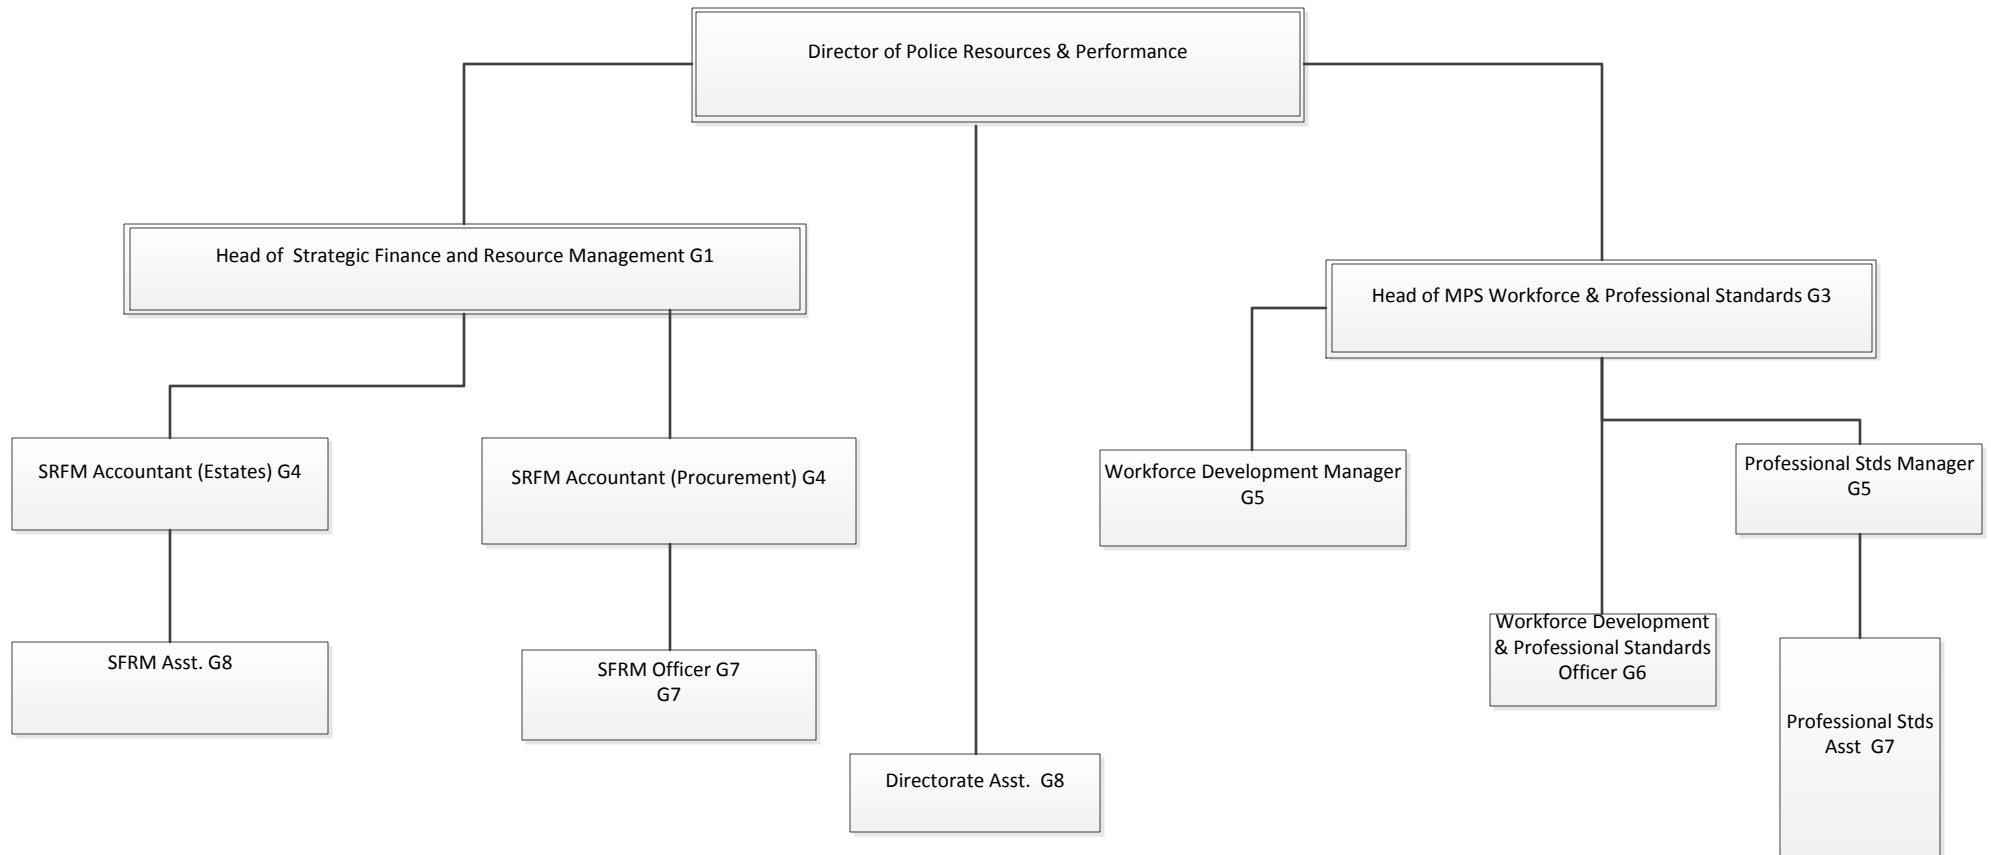 Director of Police Resources & Performance
Head of  Strategic Finance and Resource Management G1
Head of MPS Workforce & Professional Standards G3
SRFM Accountant (Estates) G4
SRFM Accountant (Procurement) G4
Workforce Development Manager
G5
Professional Stds Manager
G5
SFRM Asst. G8
SFRM Officer G7
G7
Workforce Development
& Professional Standards
Officer G6
Professional Stds
Asst  G7
Directorate Asst.  G8